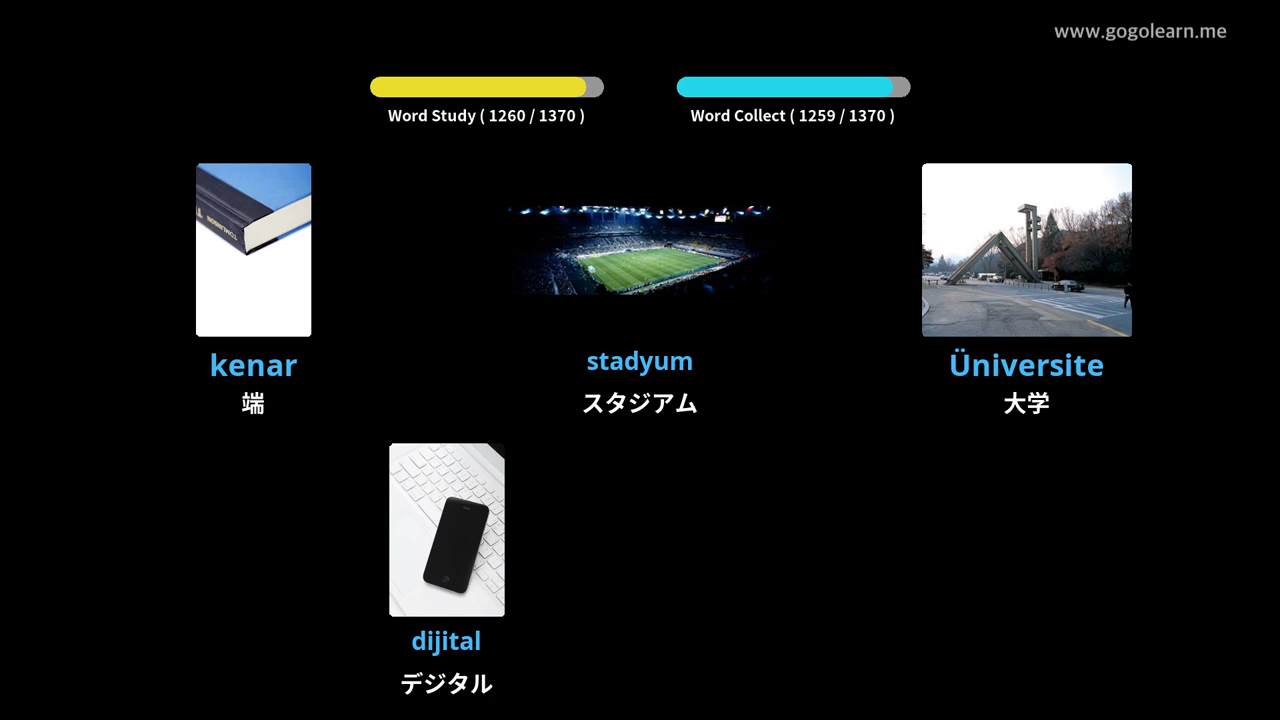 www.gogolearn.me
Word Study ( 1260 / 1370 )
Word Collect ( 1259 / 1370 )
TOMLINSON
kenar
端
stadyum
スタジアム
Üniversite
大学
dijital
デジタル